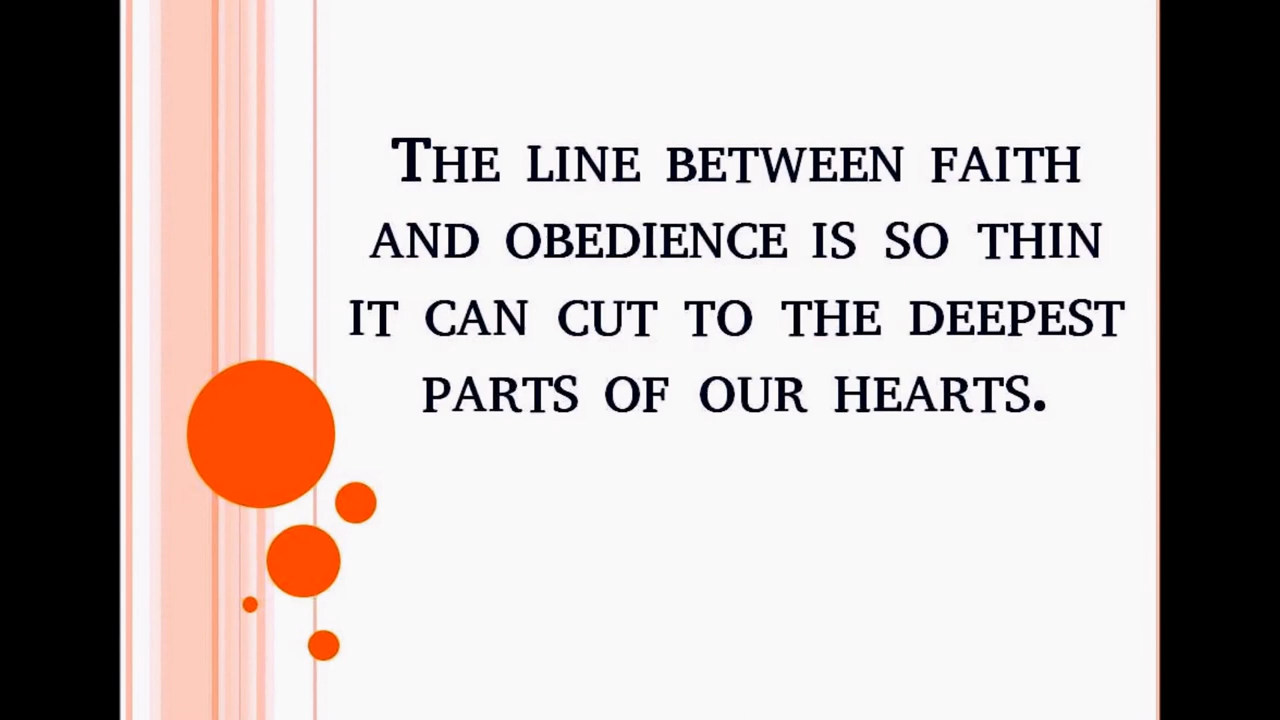 The line between faith
and obedience is so thin
it can cut to the deepest
parts of our hearts.